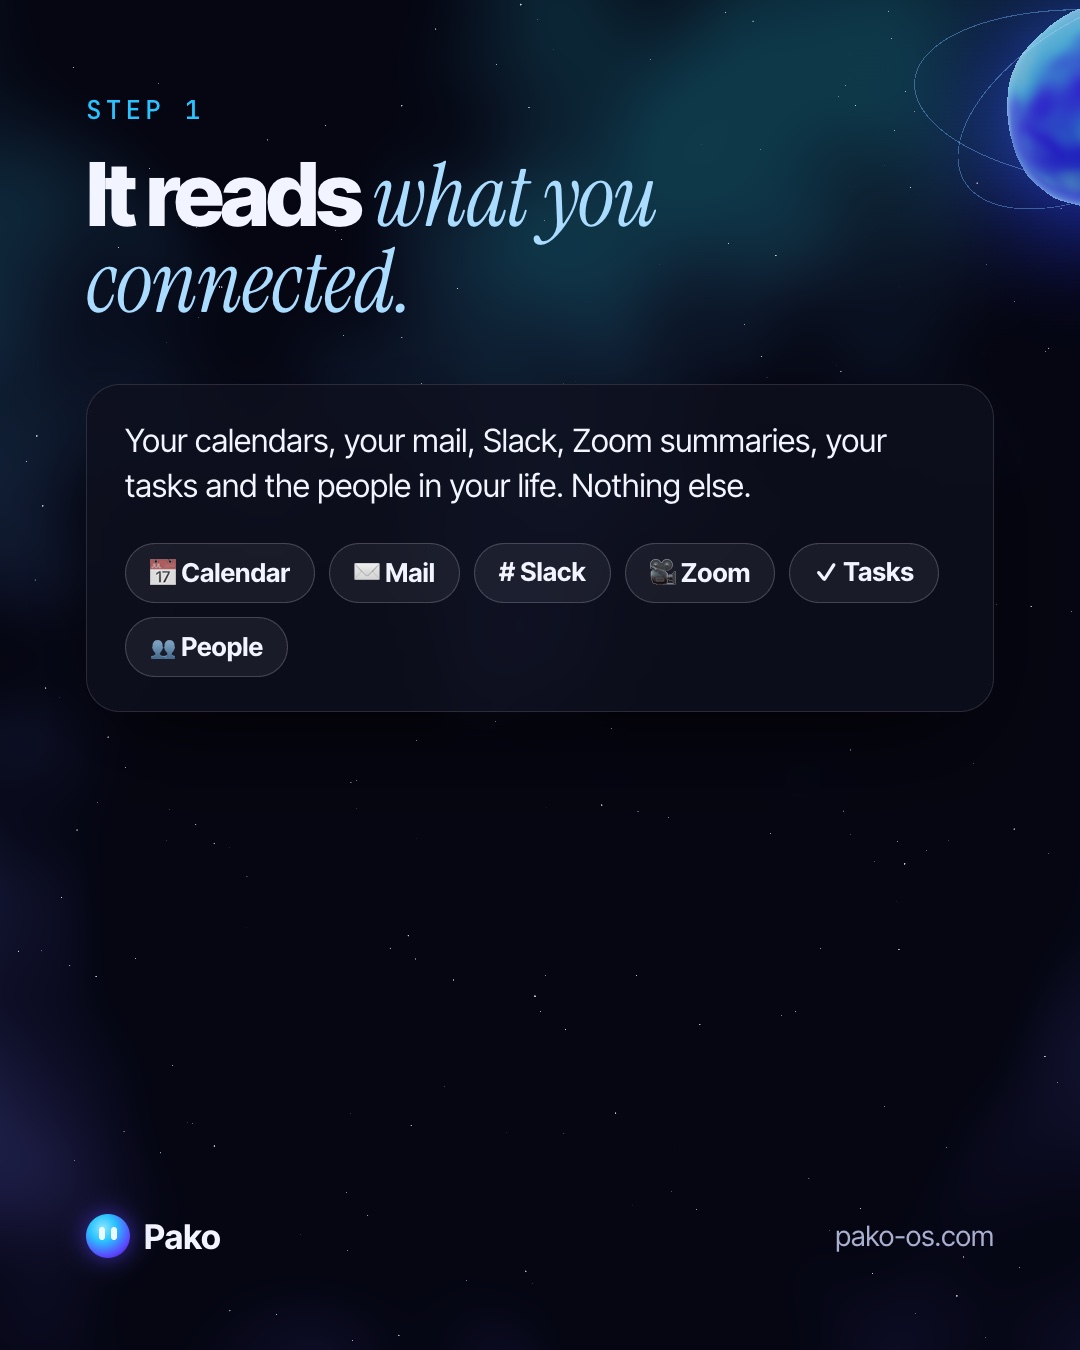 STEP 1
It reads what you
connected.
Your calendars, your mail, Slack, Zoom summaries, your
tasks and the people in your life. Nothing else.
📅 Calendar ✉️ Mail # Slack 🎥 Zoom ✓ Tasks
👥 People
Pako pako-os.com